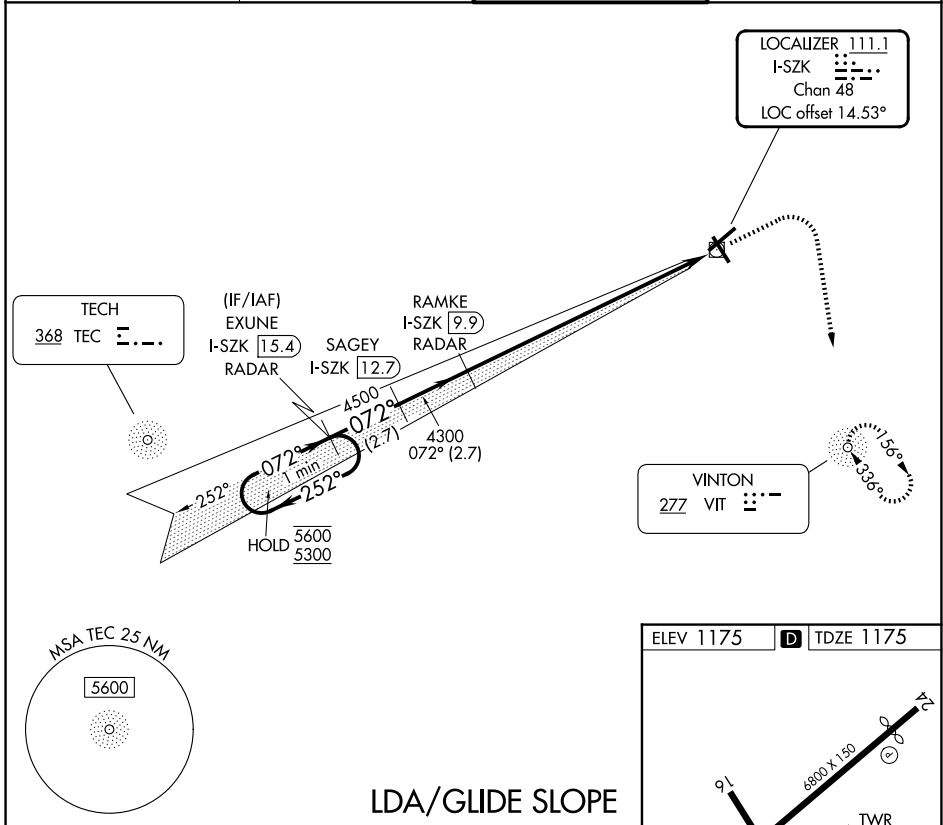 LOCALIZER 111.1
I-SZK
Chan 48
LOC offset 14.53°
TECH
368 TEC
(IF/IAF)
EXUNE
I-SZK 15.4
RADAR
SAGEY
I-SZK 12.7
RAMKE
I-SZK 9.9
RADAR
4500
072°
(2.7)
4300
072° (2.7)
072°
1 min
252°
252°
HOLD 5600
5300
VINTON
277 VIT
156°
336°
MSA TEC 25 NM
5600
LDA/GLIDE SLOPE
ELEV 1175 D TDZE 1175
24
6800 X 150
P
16
TWR